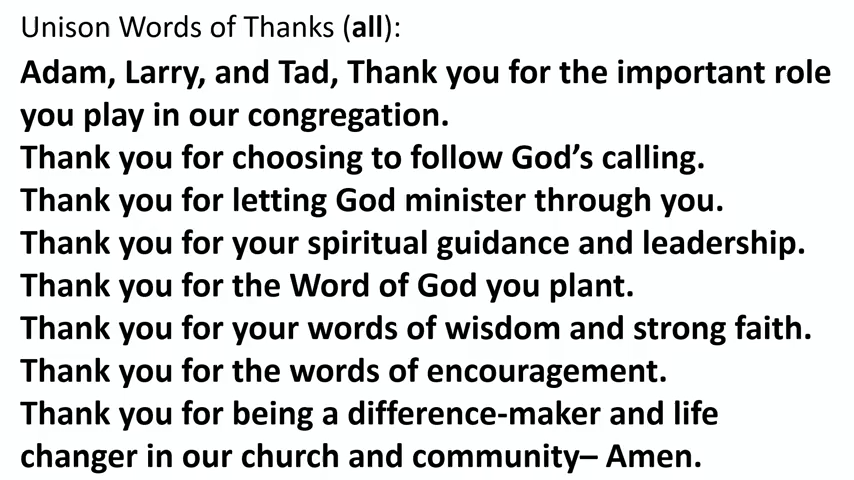 Unison Words of Thanks (all):
Adam, Larry, and Tad, Thank you for the important role
you play in our congregation.
Thank you for choosing to follow God’s calling.
Thank you for letting God minister through you.
Thank you for your spiritual guidance and leadership.
Thank you for the Word of God you plant.
Thank you for your words of wisdom and strong faith.
Thank you for the words of encouragement.
Thank you for being a difference-maker and life
changer in our church and community– Amen.